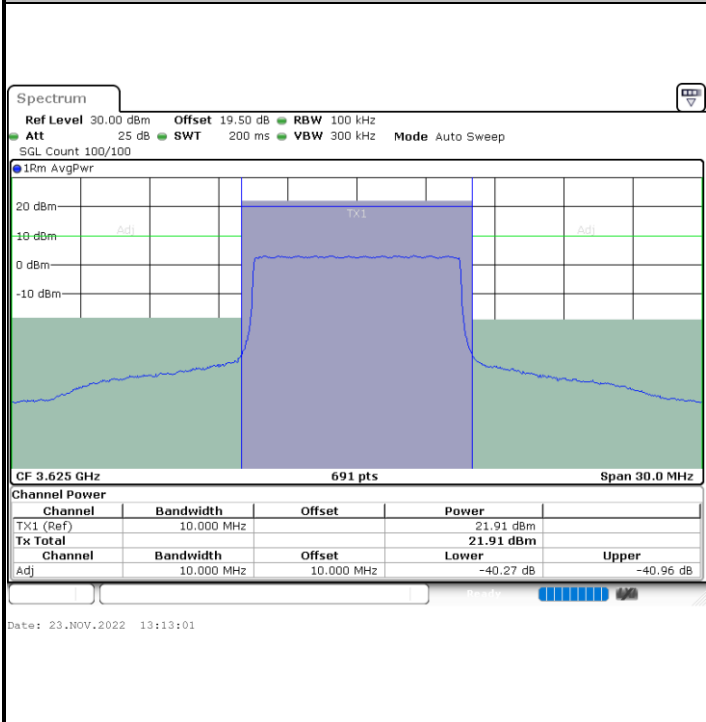 Spectrum
Ref Level 30.00 dBm Offset 19.50 dB RBW 100 kHz
Att 25 dB SWT 200 ms VBW 300 kHz Mode Auto Sweep
SGL Count 100/100
1Rm AvgPwr
20 dBm
TX1
Adj Adj
10 dBm
0 dBm
-10 dBm
CF 3.625 GHz 691 pts Span 30.0 MHz
Channel Power
Channel Bandwidth Offset Power
TX1 (Ref) 10.000 MHz 21.91 dBm
Tx Total 21.91 dBm
Channel Bandwidth Offset Lower Upper
Adj 10.000 MHz 10.000 MHz -40.27 dB -40.96 dB
Ready
Date: 23.NOV.2022 13:13:01